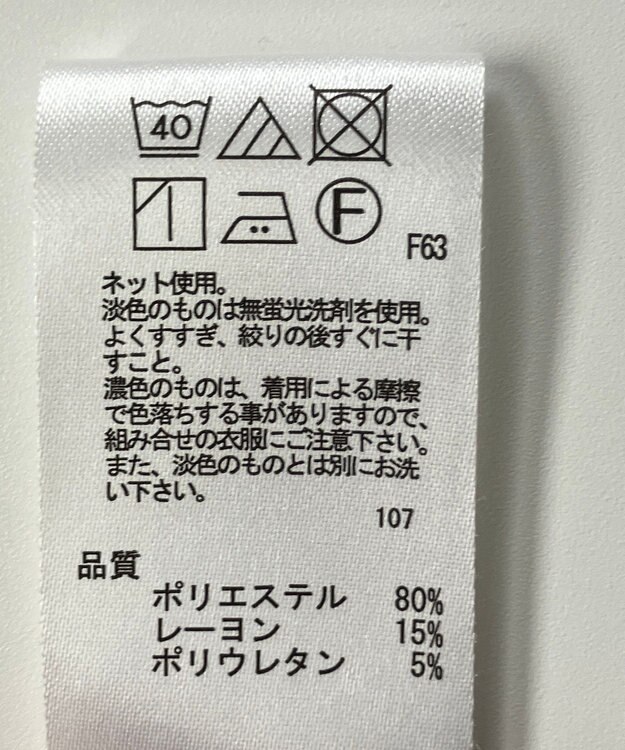 40
F
F63
ネット使用。
淡色のものは無蛍光洗剤を使用。
よくすすぎ、絞りの後すぐに干
すこと。
濃色のものは、着用による摩擦
で色落ちする事がありますので、
組み合せの衣服にご注意下さい。
また、淡色のものとは別にお洗
い下さい。
107
品質
ポリエステル 80%
レーヨン 15%
ポリウレタン 5%